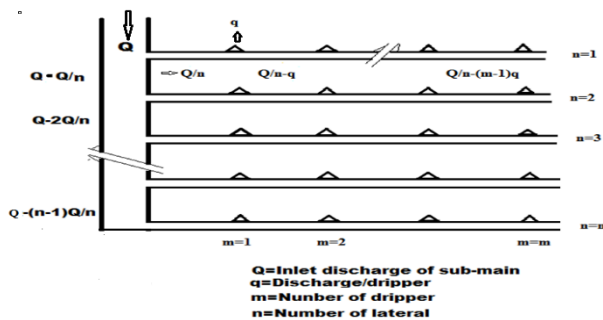 q
Q
n=1
Q-Q/n
Q/n
Q/n-q
Q/n-(m-1)q
n=2
Q-2Q/n
n=3
Q-(n-1)Q/n
n=n
m=1
m=2
m=m
Q=Inlet discharge of sub-main
q=Discharge/dripper
m=Nunber of dripper
n=Number of lateral